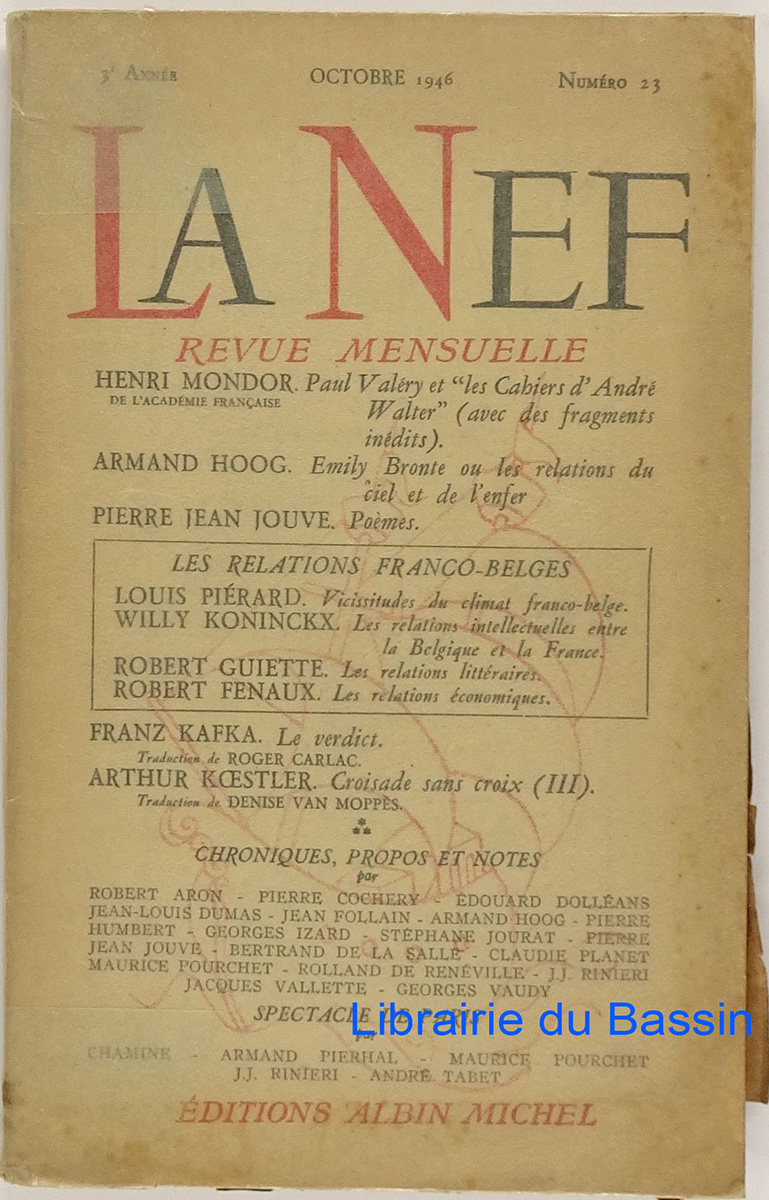 3e Année OCTOBRE 1946 Numéro 23
LA NEF
REVUE MENSUELLE
HENRI MONDOR. Paul Valéry et "les Cahiers d'André
DE L'ACADÉMIE FRANÇAISE Walter" (avec des fragments
inédits).
ARMAND HOOG. Emily Bronte ou les relations du
ciel et de l'enfer
PIERRE JEAN JOUVE. Poèmes.
LES RELATIONS FRANCO-BELGES
LOUIS PIÉRARD. Vicissitudes du climat franco-belge.
WILLY KONINCKX. Les relations intellectuelles entre
la Belgique et la France.
ROBERT GUIETTE. Les relations littéraires.
ROBERT FENAUX. Les relations économiques.
FRANZ KAFKA. Le verdict.
Traduction de ROGER CARLAC.
ARTHUR KŒSTLER. Croisade sans croix (III).
Traduction de DENISE VAN MOPPÈS.
CHRONIQUES, PROPOS ET NOTES
par
ROBERT ARON - PIERRE COCHERY - ÉDOUARD DOLLÉANS
JEAN-LOUIS DUMAS - JEAN FOLLAIN - ARMAND HOOG - PIERRE
HUMBERT - GEORGES IZARD - STÉPHANE JOURAT - PIERRE
JEAN JOUVE - BERTRAND DE LA SALLE - CLAUDIE PLANET
MAURICE POURCHET - ROLLAND DE RENÉVILLE - J.J. RINIERI
JACQUES VALLETTE - GEORGES VAUDY
SPECTACLE DE PARIS
par
Librairie du Bassin
CHAMINE - ARMAND PIERHAL - MAURICE POURCHET
J.J. RINIERI - ANDRÉ TABET
ÉDITIONS ALBIN MICHEL